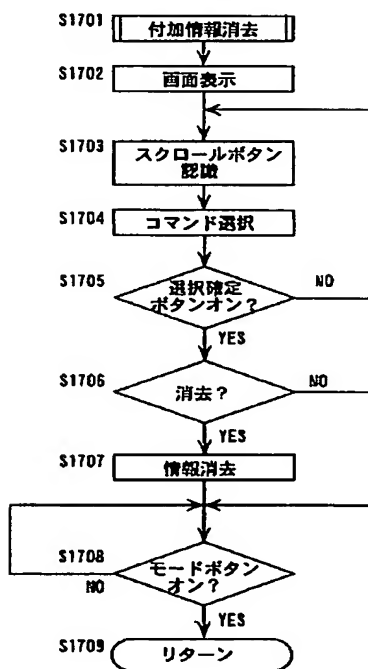 S1701
付加情報消去
S1702
画面表示
S1703
スクロールボタン
認識
S1704
コマンド選択
S1705
選択確定
ボタンオン？
NO
YES
S1706
消去？
NO
YES
S1707
情報消去
S1708
モードボタン
オン？
NO
YES
S1709
リターン